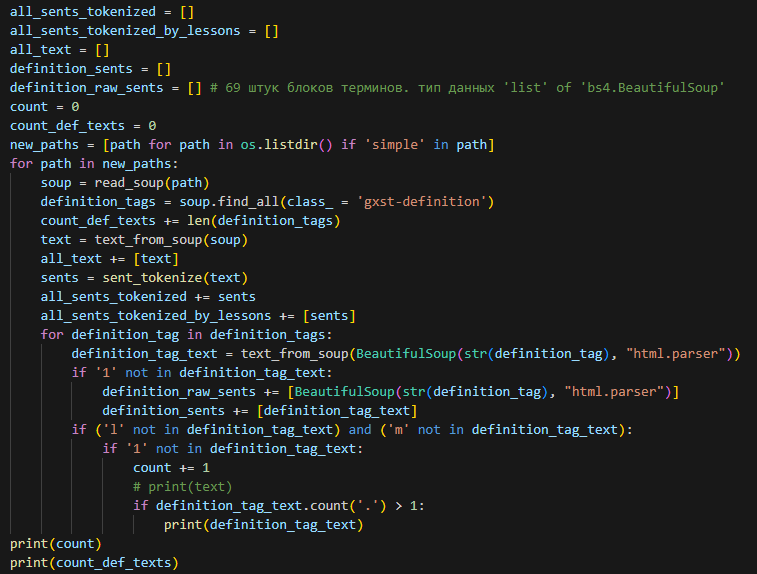 all_sents_tokenized = []
all_sents_tokenized_by_lessons = []
all_text = []
definition_sents = []
definition_raw_sents = [] # 69 штук блоков терминов. тип данных 'list' of 'bs4.BeautifulSoup'
count = 0
count_def_texts = 0
new_paths = [path for path in os.listdir() if 'simple' in path]
for path in new_paths:
    soup = read_soup(path)
    definition_tags = soup.find_all(class_ = 'gxst-definition')
    count_def_texts += len(definition_tags)
    text = text_from_soup(soup)
    all_text += [text]
    sents = sent_tokenize(text)
    all_sents_tokenized += sents
    all_sents_tokenized_by_lessons += [sents]
    for definition_tag in definition_tags:
        definition_tag_text = text_from_soup(BeautifulSoup(str(definition_tag), "html.parser"))
        if '1' not in definition_tag_text:
            definition_raw_sents += [BeautifulSoup(str(definition_tag), "html.parser")]
            definition_sents += [definition_tag_text]
        if ('l' not in definition_tag_text) and ('m' not in definition_tag_text):
            if '1' not in definition_tag_text:
                count += 1
                # print(text)
                if definition_tag_text.count('.') > 1:
                    print(definition_tag_text)
print(count)
print(count_def_texts)